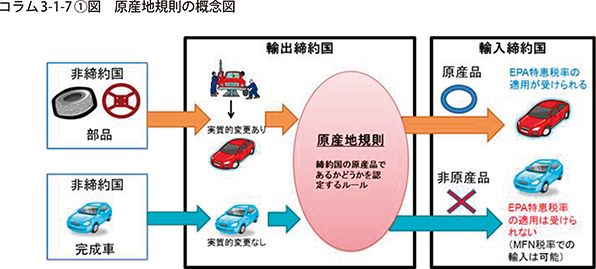 コラム3-1-7①図　原産地規則の概念図
非締約国
部品
非締約国
完成車
輸出締約国
実質的変更あり
実質的変更なし
原産地規則
締約国の原産品で
あるかどうかを認
定するルール
輸入締約国
原産品
EPA特恵税率の
適用が受けられる
非原産品
EPA特恵税率
の適用は受けら
れない
（MFN税率での
輸入は可能）